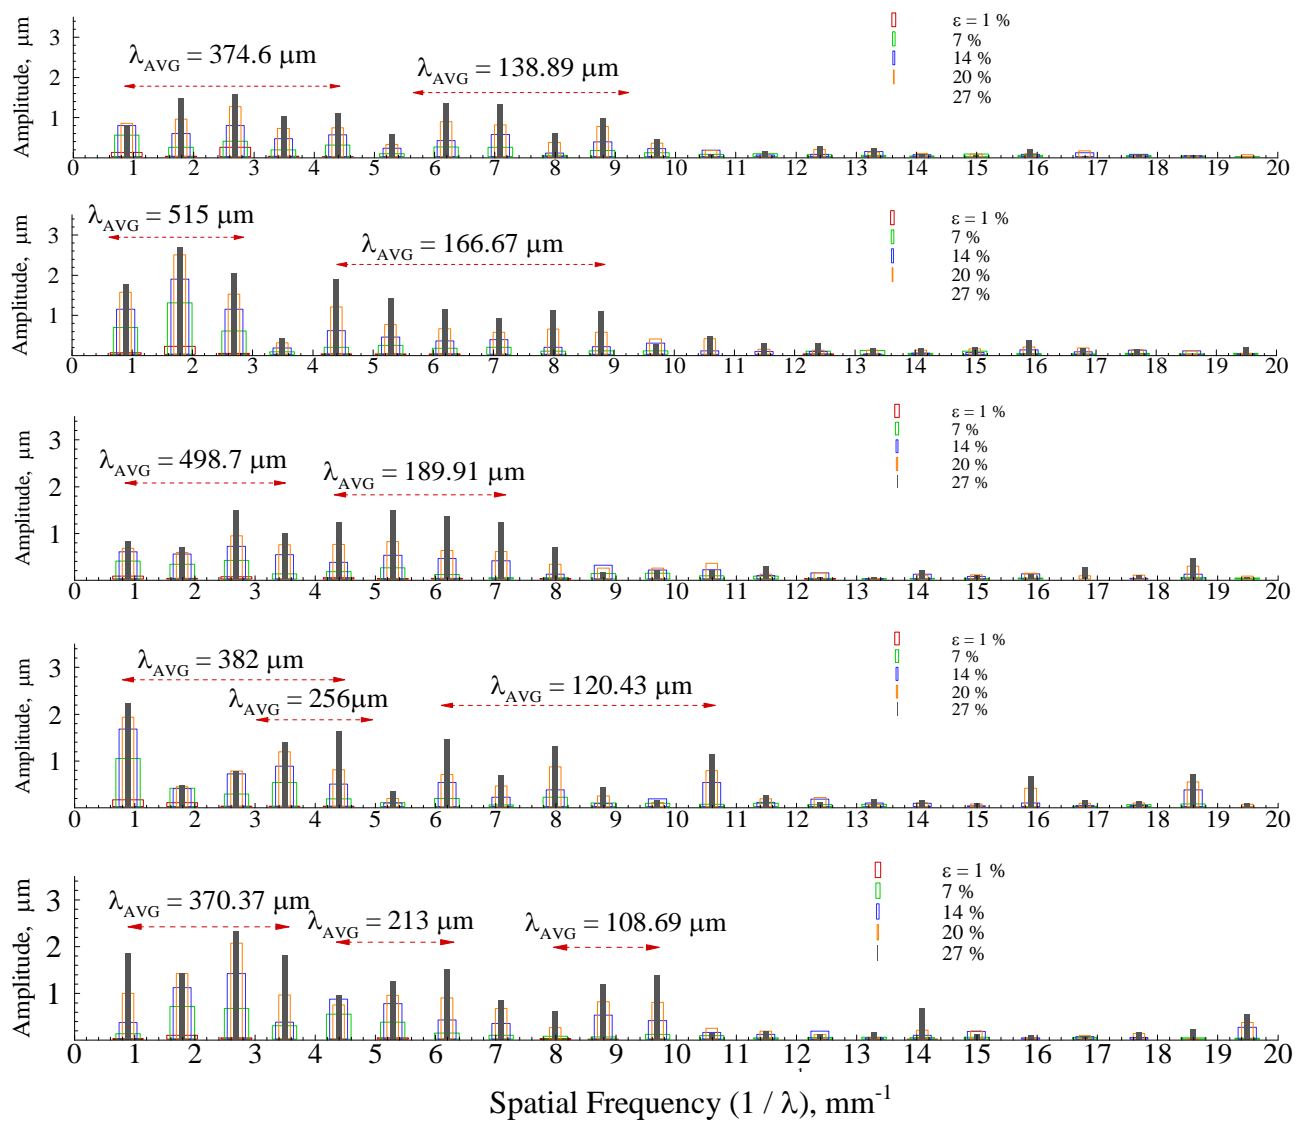 λAVG = 374.6 μm
λAVG = 138.89 μm
ε = 1 %
7 %
14 %
20 %
27 %
Amplitude, μm
3
2
1
0 1 2 3 4 5 6 7 8 9 10 11 12 13 14 15 16 17 18 19 20
λAVG = 515 μm
λAVG = 166.67 μm
ε = 1 %
7 %
14 %
20 %
27 %
Amplitude, μm
3
2
1
0 1 2 3 4 5 6 7 8 9 10 11 12 13 14 15 16 17 18 19 20
λAVG = 498.7 μm
λAVG = 189.91 μm
ε = 1 %
7 %
14 %
20 %
27 %
Amplitude, μm
3
2
1
0 1 2 3 4 5 6 7 8 9 10 11 12 13 14 15 16 17 18 19 20
λAVG = 382 μm
λAVG = 256μm
λAVG = 120.43 μm
ε = 1 %
7 %
14 %
20 %
27 %
Amplitude, μm
3
2
1
0 1 2 3 4 5 6 7 8 9 10 11 12 13 14 15 16 17 18 19 20
λAVG = 370.37 μm
λAVG = 213 μm
λAVG = 108.69 μm
ε = 1 %
7 %
14 %
20 %
27 %
Amplitude, μm
3
2
1
0 1 2 3 4 5 6 7 8 9 10 11 12 13 14 15 16 17 18 19 20
Spatial Frequency (1 / λ), mm-1